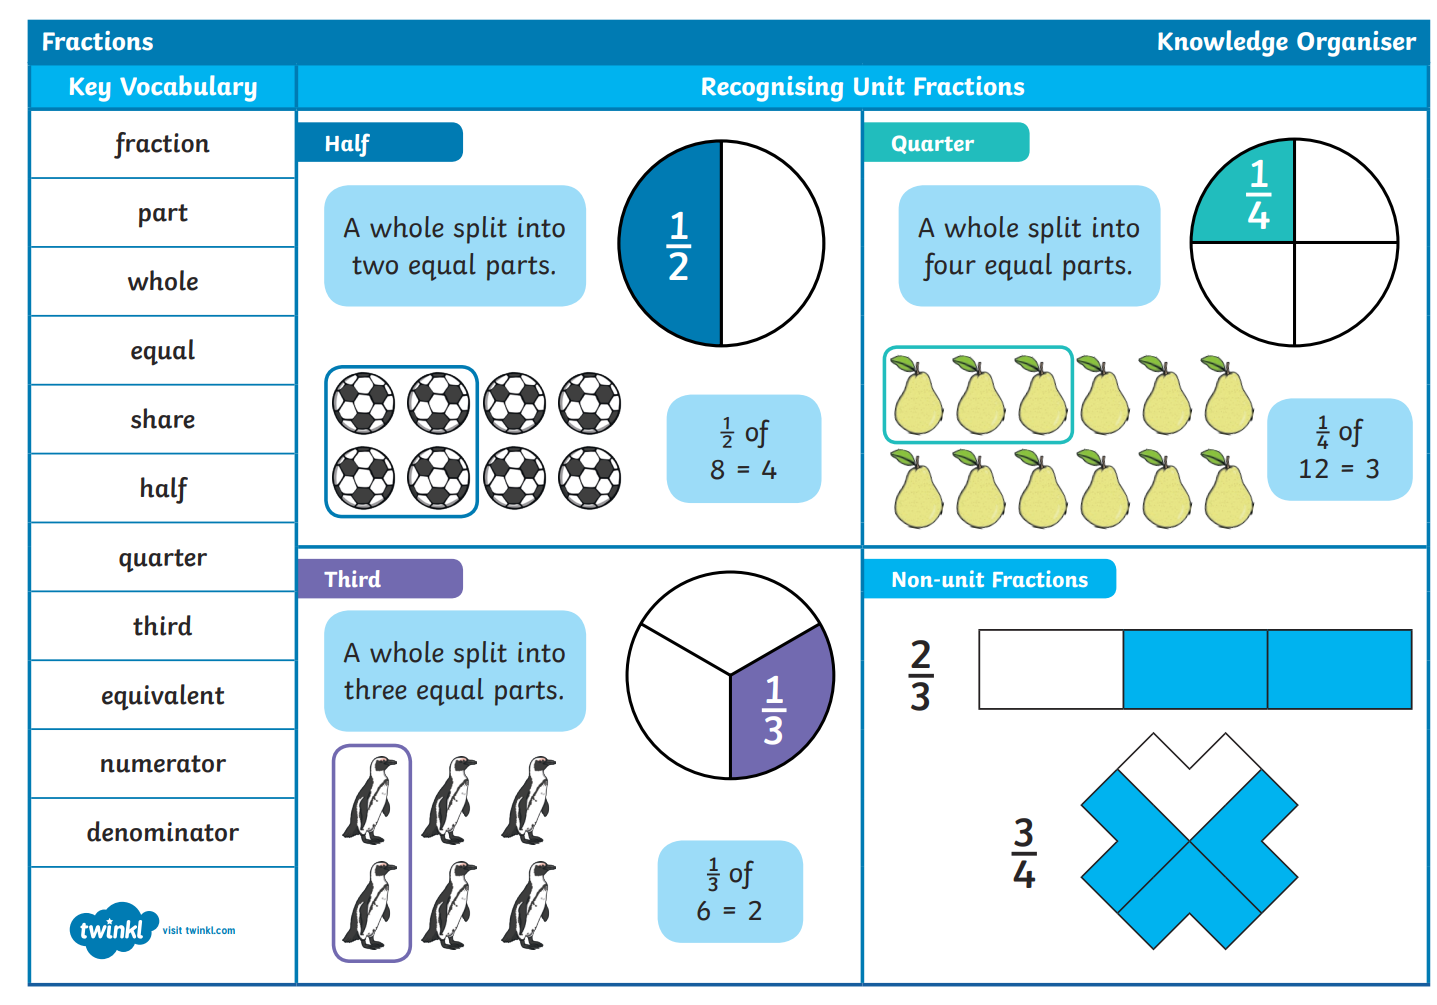 Fractions
Knowledge Organiser
Key Vocabulary
fraction
part
whole
equal
share
half
quarter
third
equivalent
numerator
denominator
twinkl
visit twinkl.com
Recognising Unit Fractions
Half
A whole split into
two equal parts.
1/2
1/2 of
8 = 4
Quarter
A whole split into
four equal parts.
1/4
1/4 of
12 = 3
Third
A whole split into
three equal parts.
1/3
1/3 of
6 = 2
Non-unit Fractions
2/3
3/4